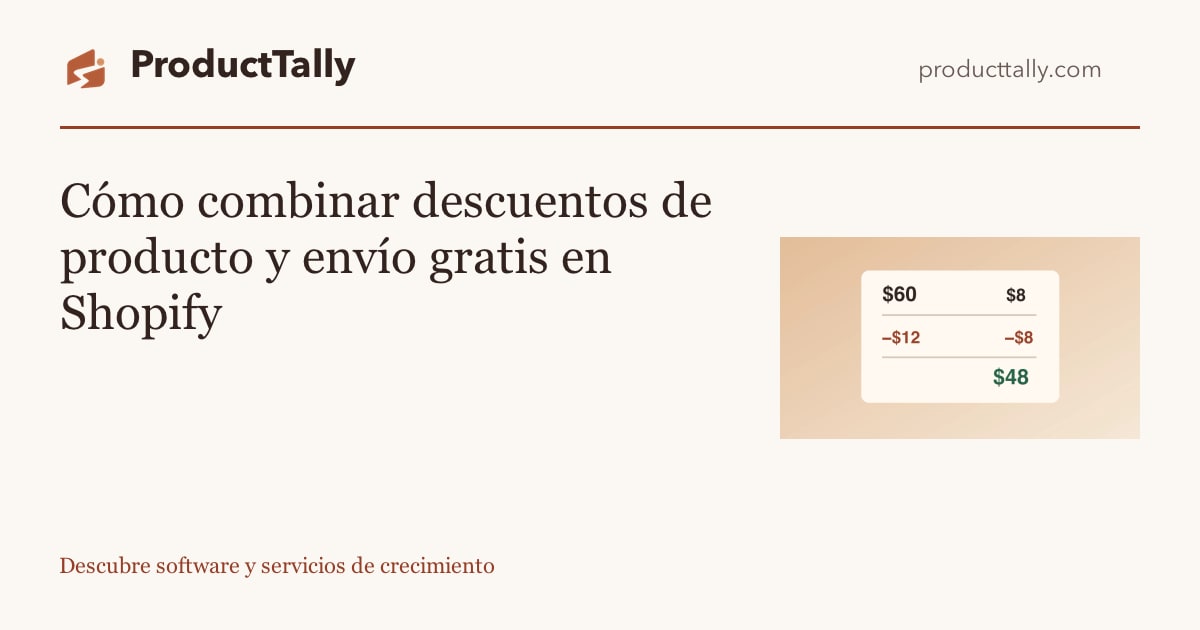 ProductTally
producttally.com
Cómo combinar descuentos de
producto y envío gratis en
Shopify
$60 $8
–$12 –$8
$48
Descubre software y servicios de crecimiento